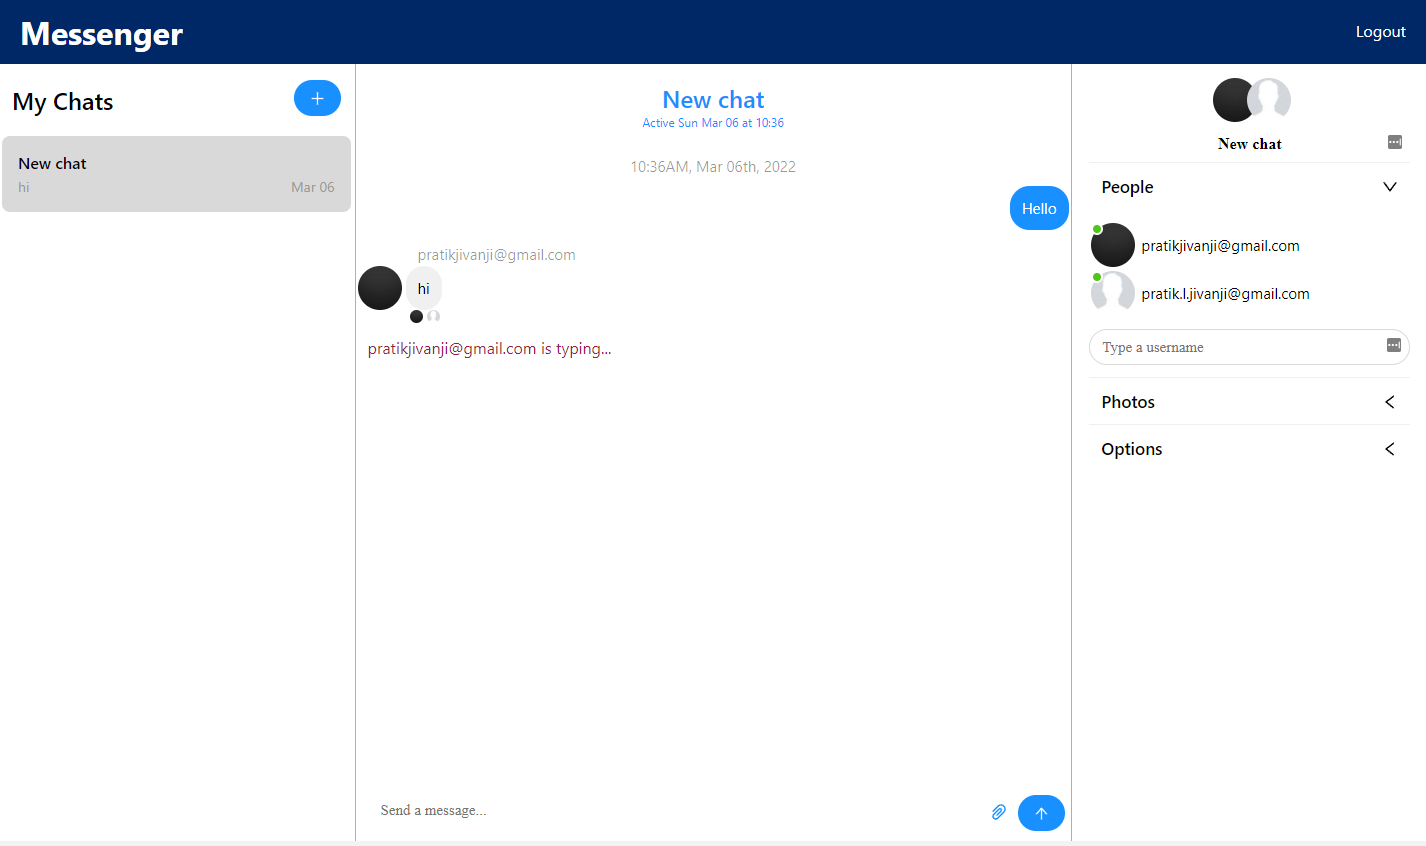 Messenger
Logout
My Chats
New chat
hi
Mar 06
New chat
Active Sun Mar 06 at 10:36
10:36AM, Mar 06th, 2022
Hello
pratikjivanji@gmail.com
hi
pratikjivanji@gmail.com is typing...
Send a message...
New chat
People
pratikjivanji@gmail.com
pratik.l.jivanji@gmail.com
Type a username
Photos
Options